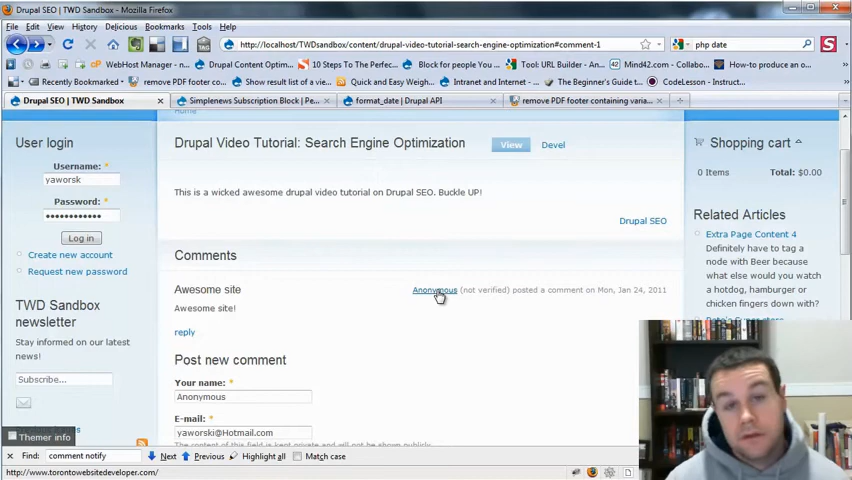 Drupal SEO | TWD Sandbox - Mozilla Firefox
File Edit View History Delicious Bookmarks Tools Help
http://localhost/TWDsandbox/content/drupal-video-tutorial-search-engine-optimization#comment-1 php date
WebHost Manager - ... Drupal Content Optim... 10 Steps To The Perfec... Block for people You ... Tool: URL Builder - An... Mind42.com - Collabo... How-to produce an o...
Recently Bookmarked remove PDF footer co... Show result list of a view... Quick and Easy Weigh... Intranet and Internet - ... The Beginner's Guide t... CodeLesson - Instruct...
Drupal SEO | TWD Sandbox Simplenews Subscription Block | Pe... format_date | Drupal API remove PDF footer containing varia...
Home
User login
Username: *
yaworsk
Password: *
Log in
Create new account
Request new password
TWD Sandbox
newsletter
Stay informed on our latest
news!
Subscribe...
Themer info
Drupal Video Tutorial: Search Engine Optimization View Devel
This is a wicked awesome drupal video tutorial on Drupal SEO. Buckle UP!
Drupal SEO
Comments
Awesome site Anonymous (not verified) posted a comment on Mon, Jan 24, 2011
Awesome site!
reply
Post new comment
Your name: *
Anonymous
E-mail: *
yaworski@Hotmail.com
The content of this field is kept private and will not be shown publicly.
Shopping cart
0 Items Total: $0.00
Related Articles
Extra Page Content 4
Definitely have to tag a
node with Beer because
what else would you
watch a
hotdog, hamburger or
chicken fingers down with?
Find: comment notify Next Previous Highlight all Match case
http://www.torontowebsitedeveloper.com/